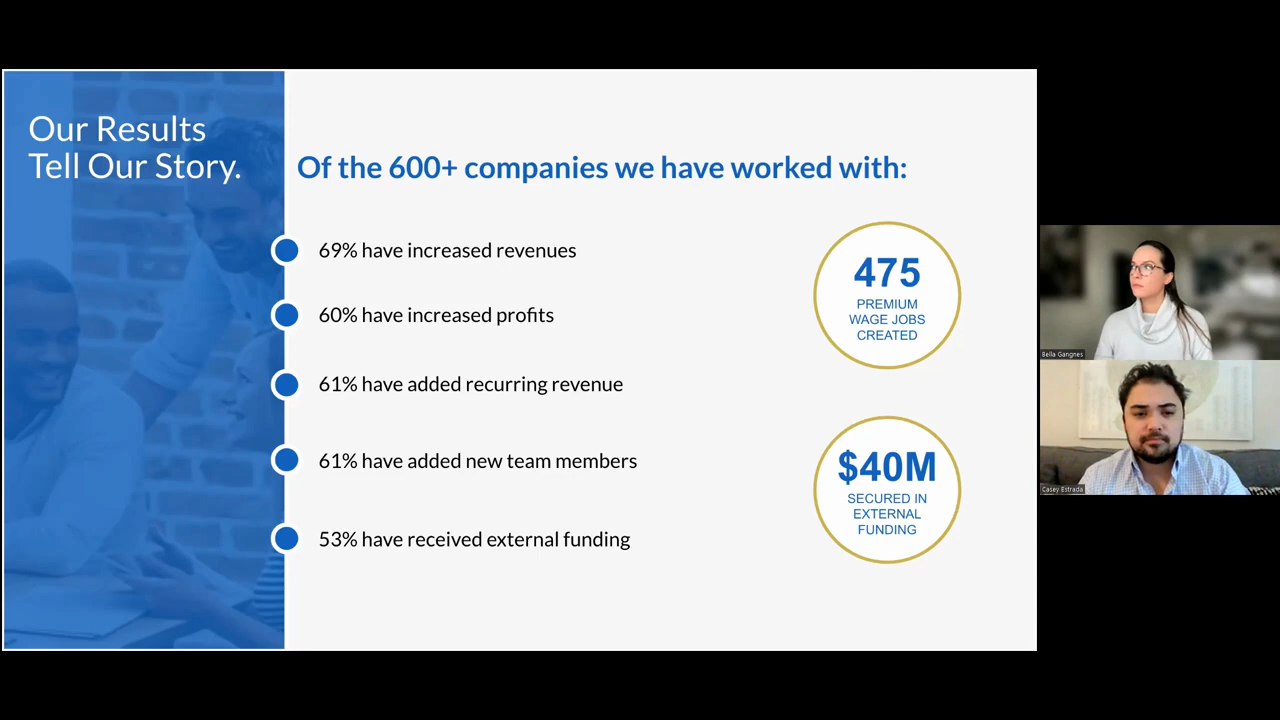 Our Results
Tell Our Story.
Of the 600+ companies we have worked with:
69% have increased revenues
60% have increased profits
61% have added recurring revenue
61% have added new team members
53% have received external funding
475
PREMIUM
WAGE JOBS
CREATED
$40M
SECURED IN
EXTERNAL
FUNDING
Bella Gangnes
Casey Estrada